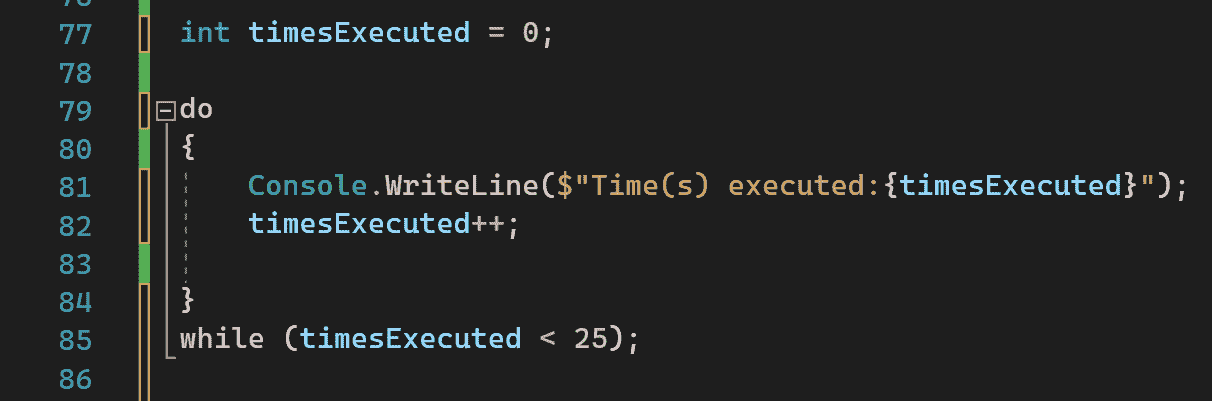 76
77 int timesExecuted = 0;
78
79 do
80 {
81 Console.WriteLine($"Time(s) executed:{timesExecuted}");
82 timesExecuted++;
83
84 }
85 while (timesExecuted < 25);
86